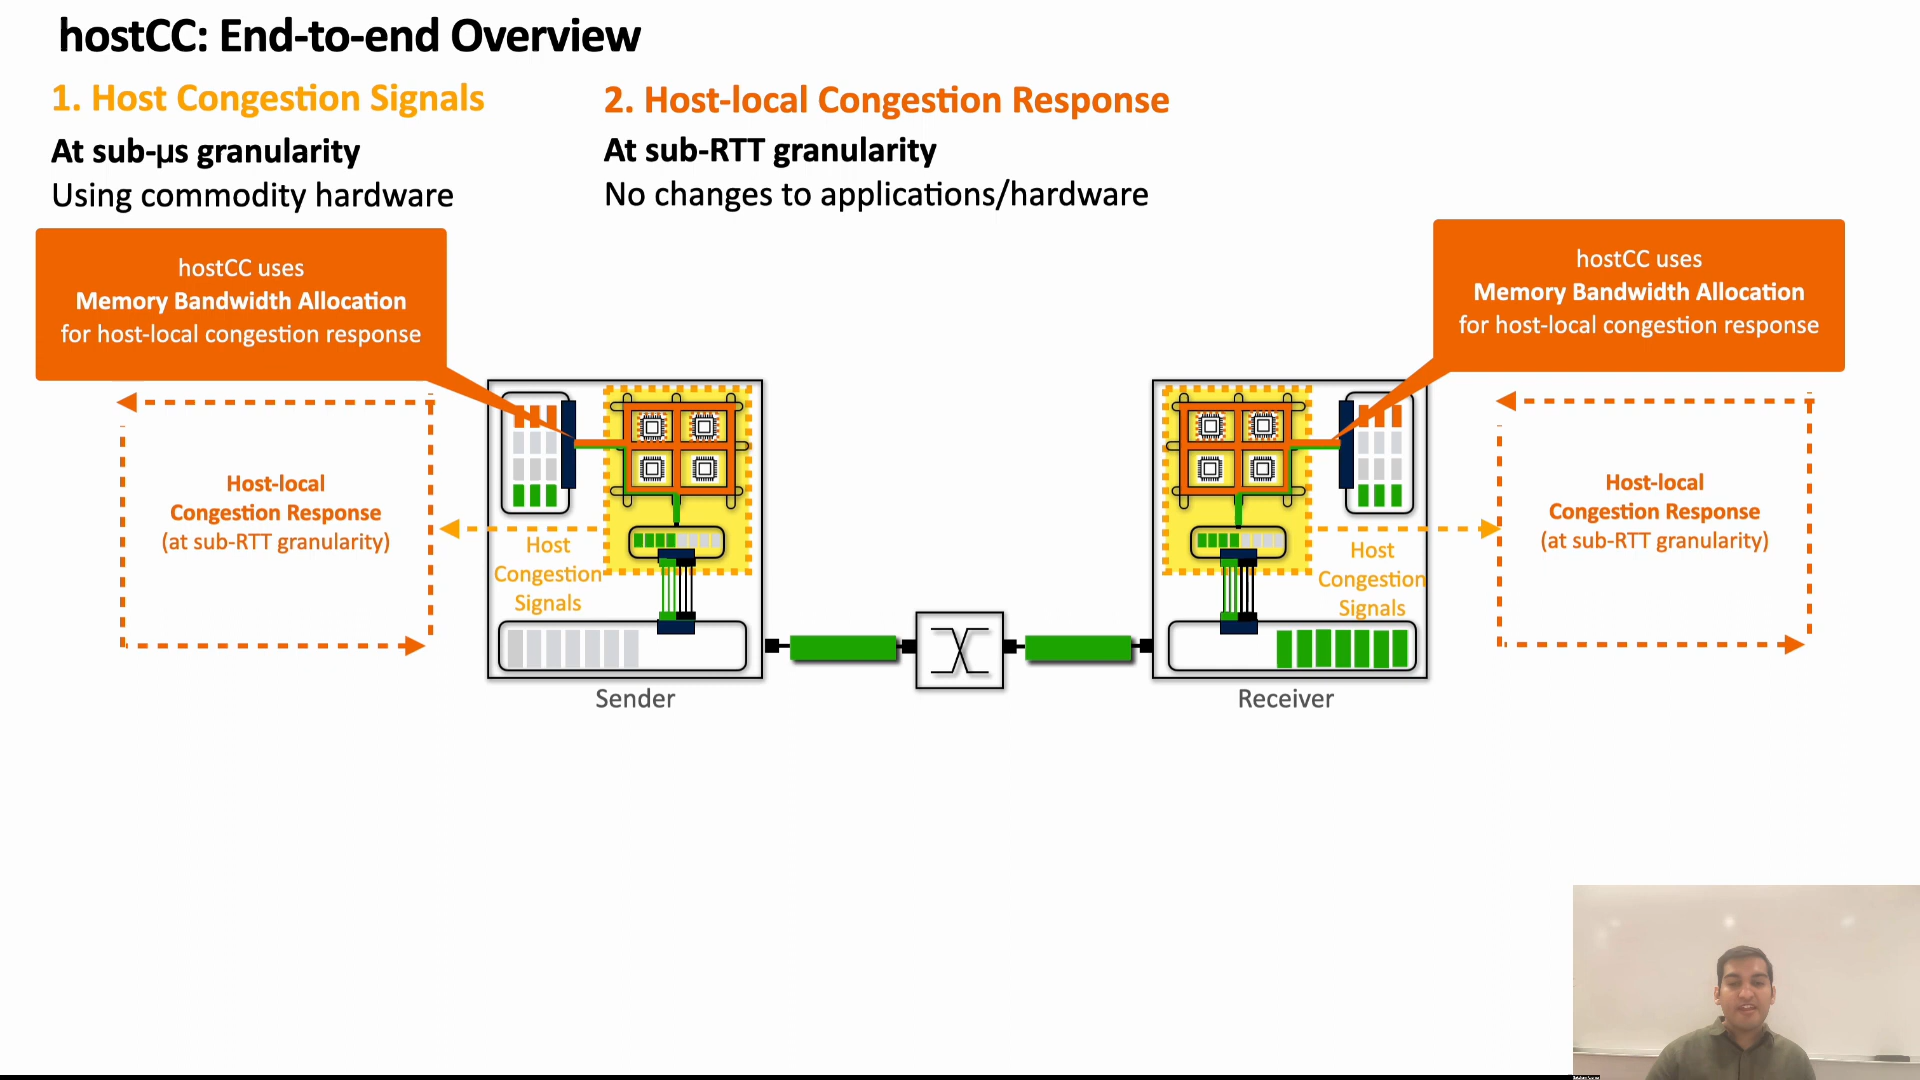 hostCC: End-to-end Overview
1. Host Congestion Signals
At sub-µs granularity
Using commodity hardware
2. Host-local Congestion Response
At sub-RTT granularity
No changes to applications/hardware
hostCC uses
Memory Bandwidth Allocation
for host-local congestion response
hostCC uses
Memory Bandwidth Allocation
for host-local congestion response
Host-local
Congestion Response
(at sub-RTT granularity)
Host
Congestion
Signals
Sender
Host
Congestion
Signals
Receiver
Host-local
Congestion Response
(at sub-RTT granularity)